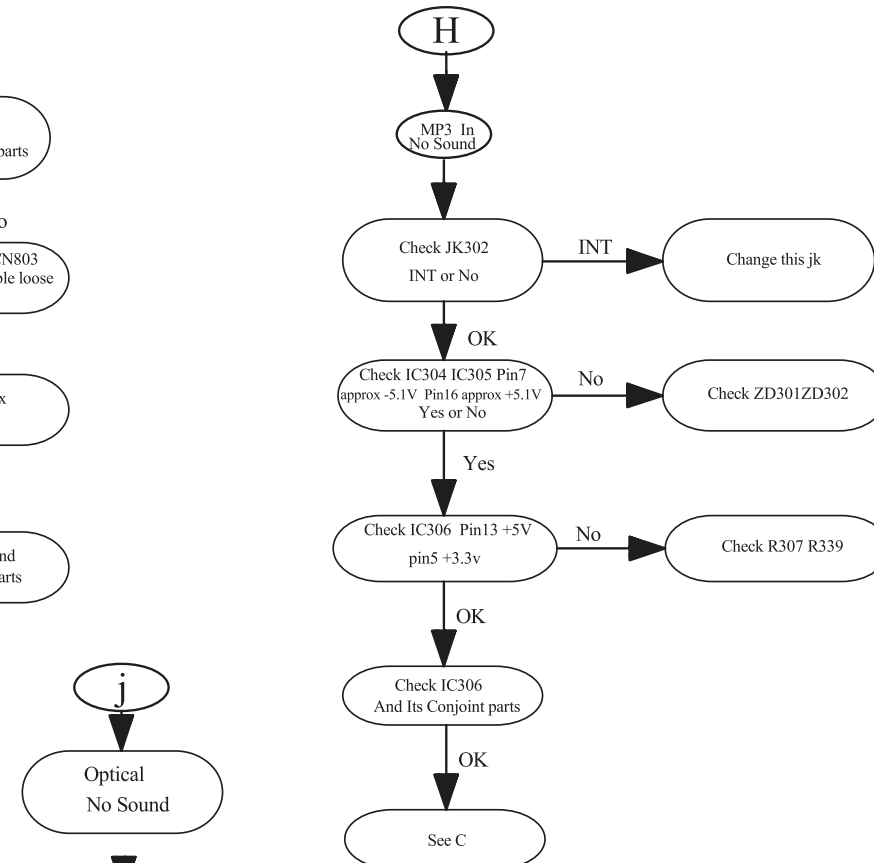 parts
o
CN803
ble loose
x
nd
arts
j
Optical
No Sound
H
MP3 In
No Sound
Check JK302
INT or No
INT
Change this jk
OK
Check IC304 IC305 Pin7
approx -5.1V Pin16 approx +5.1V
Yes or No
No
Check ZD301ZD302
Yes
Check IC306 Pin13 +5V
pin5 +3.3v
No
Check R307 R339
OK
Check IC306
And Its Conjoint parts
OK
See C